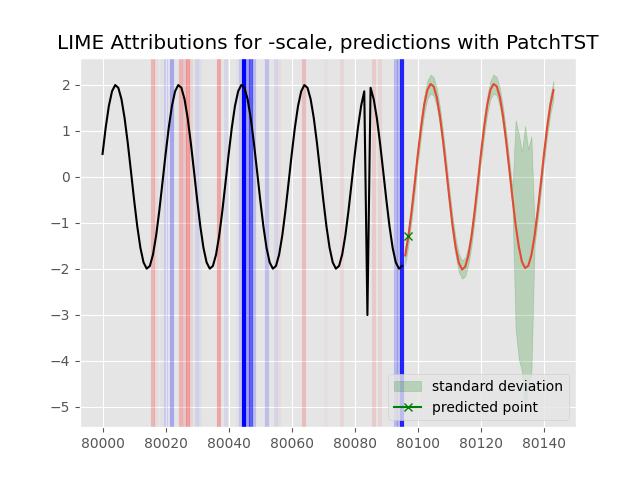 LIME Attributions for -scale, predictions with PatchTST
2
1
0
−1
−2
−3
−4
−5
standard deviation
predicted point
80000 80020 80040 80060 80080 80100 80120 80140